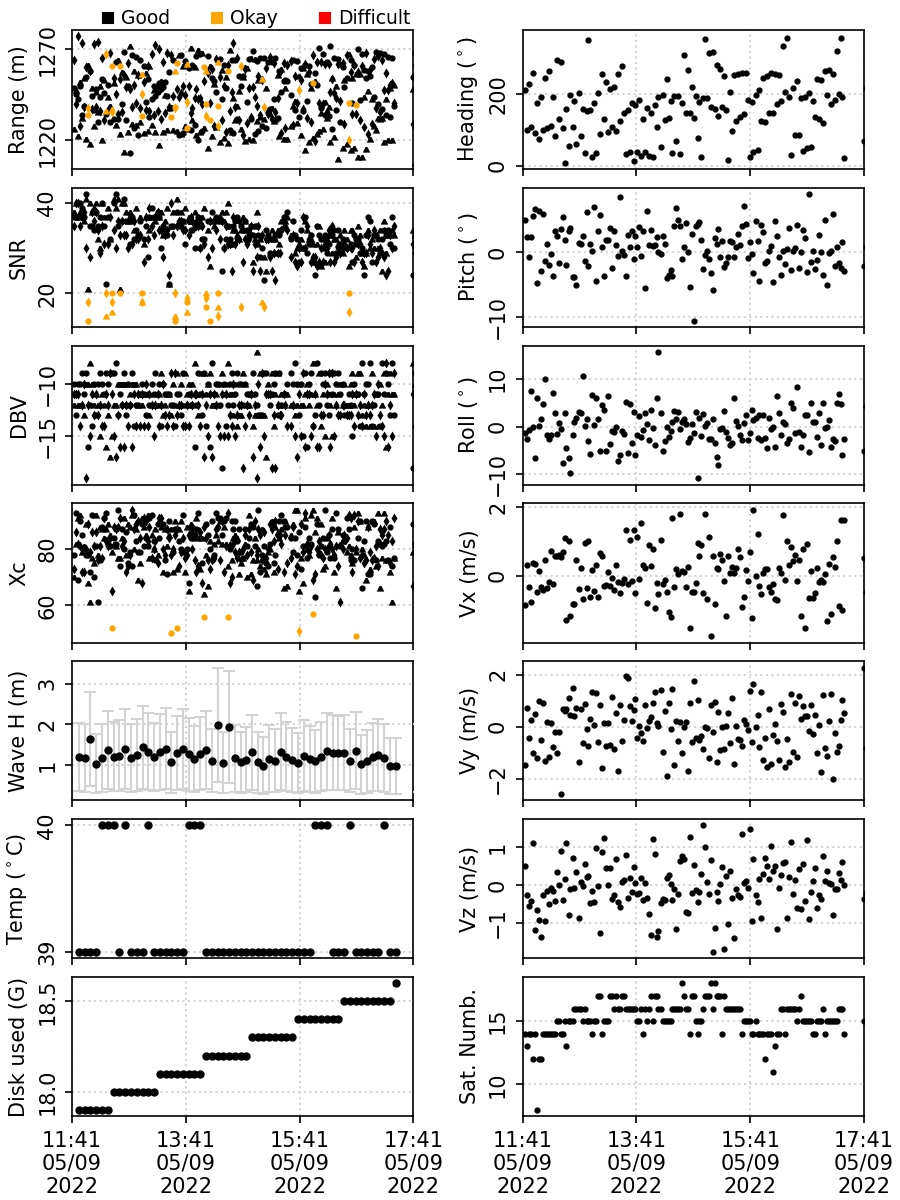 Good Okay Difficult
Range (m)
1270
1220
SNR
40
20
DBV
−10
−15
Xc
80
60
Wave H (m)
3
2
1
Temp (°C)
40
39
Disk used (G)
18.5
18.0
11:41 13:41 15:41 17:41
05/09 05/09 05/09 05/09
2022 2022 2022 2022
Heading (°)
200
0
Pitch (°)
0
−10
Roll (°)
10
0
−10
Vx (m/s)
2
0
Vy (m/s)
2
0
−2
Vz (m/s)
1
0
−1
Sat. Numb.
15
10
11:41 13:41 15:41 17:41
05/09 05/09 05/09 05/09
2022 2022 2022 2022